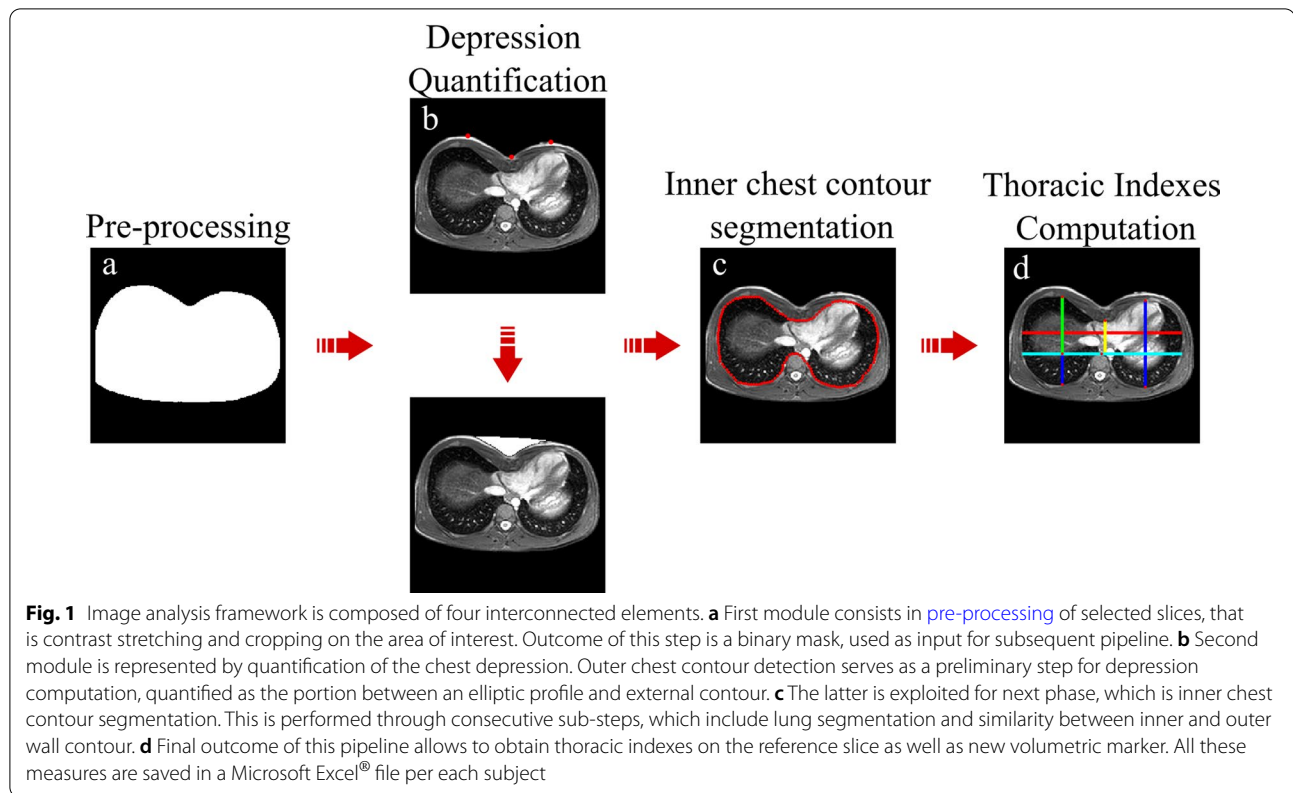 Depression
Quantification
b
Inner chest contour
segmentation
Thoracic Indexes
Computation
Pre-processing
a
c
d
Fig. 1 Image analysis framework is composed of four interconnected elements. a First module consists in pre-processing of selected slices, that
is contrast stretching and cropping on the area of interest. Outcome of this step is a binary mask, used as input for subsequent pipeline. b Second
module is represented by quantification of the chest depression. Outer chest contour detection serves as a preliminary step for depression
computation, quantified as the portion between an elliptic profile and external contour. c The latter is exploited for next phase, which is inner chest
contour segmentation. This is performed through consecutive sub-steps, which include lung segmentation and similarity between inner and outer
wall contour. d Final outcome of this pipeline allows to obtain thoracic indexes on the reference slice as well as new volumetric marker. All these
measures are saved in a Microsoft Excel® file per each subject